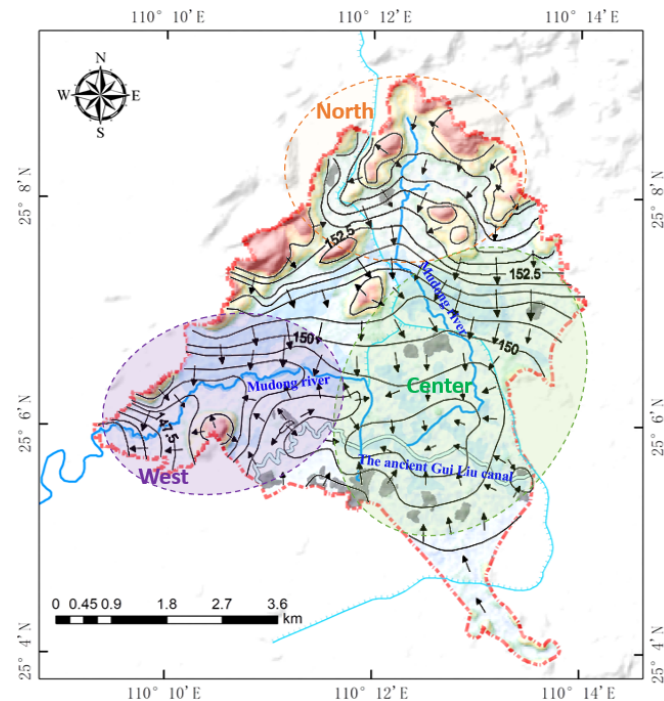 110° 10' E
110° 12' E
110° 14' E
N
W
E
S
North
25° 8' N
25° 8' N
152.5
152.5
Mudong river
150
150
Mudong river
Center
25° 6' N
25° 6' N
147.5
West
The ancient Gui Liu canal
0 0.45 0.9 1.8 2.7 3.6
km
25° 4' N
25° 4' N
110° 10' E
110° 12' E
110° 14' E